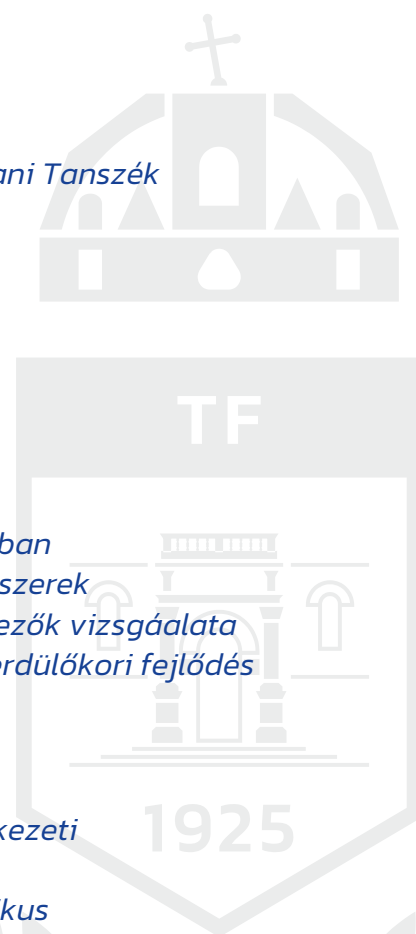 ani Tanszék
TF
ban
szerek
ezők vizsgáalata
rdülőkori fejlődés
kezeti
1925
kus